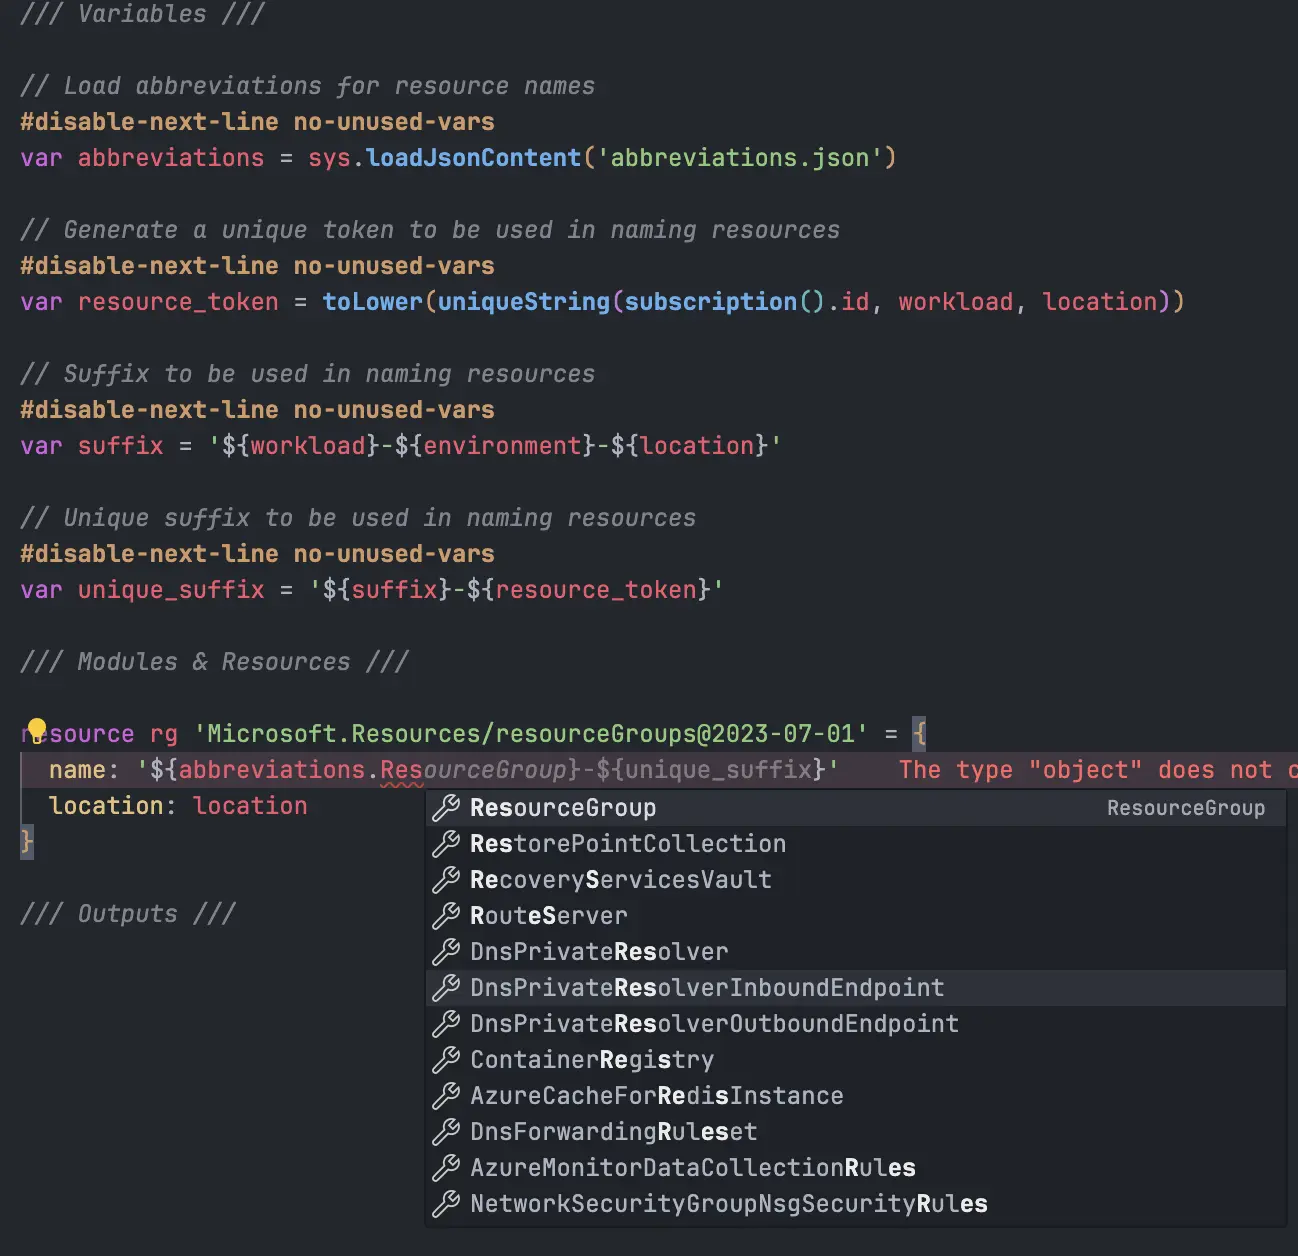 /// Variables ///
// Load abbreviations for resource names
#disable-next-line no-unused-vars
var abbreviations = sys.loadJsonContent('abbreviations.json')
// Generate a unique token to be used in naming resources
#disable-next-line no-unused-vars
var resource_token = toLower(uniqueString(subscription().id, workload, location))
// Suffix to be used in naming resources
#disable-next-line no-unused-vars
var suffix = '${workload}-${environment}-${location}'
// Unique suffix to be used in naming resources
#disable-next-line no-unused-vars
var unique_suffix = '${suffix}-${resource_token}'
/// Modules & Resources ///
resource rg 'Microsoft.Resources/resourceGroups@2023-07-01' = {
name: '${abbreviations.ResourceGroup}-${unique_suffix}' The type "object" does not c
location: location
}
/// Outputs ///
ResourceGroup ResourceGroup
RestorePointCollection
RecoveryServicesVault
RouteServer
DnsPrivateResolver
DnsPrivateResolverInboundEndpoint
DnsPrivateResolverOutboundEndpoint
ContainerRegistry
AzureCacheForRedisInstance
DnsForwardingRuleset
AzureMonitorDataCollectionRules
NetworkSecurityGroupNsgSecurityRules